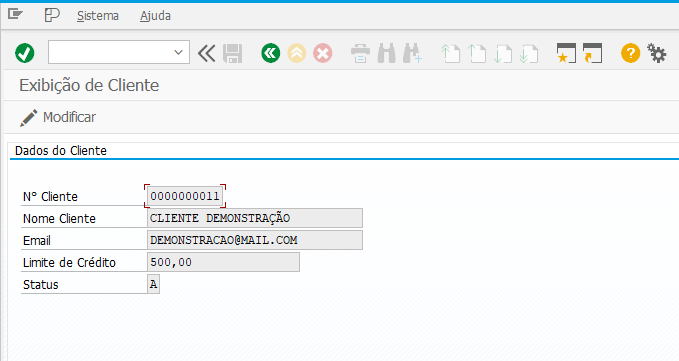 Sistema Ajuda
Exibição de Cliente
Modificar
Dados do Cliente
N° Cliente 0000000011
Nome Cliente CLIENTE DEMONSTRAÇÃO
Email DEMONSTRACAO@MAIL.COM
Limite de Crédito 500,00
Status A